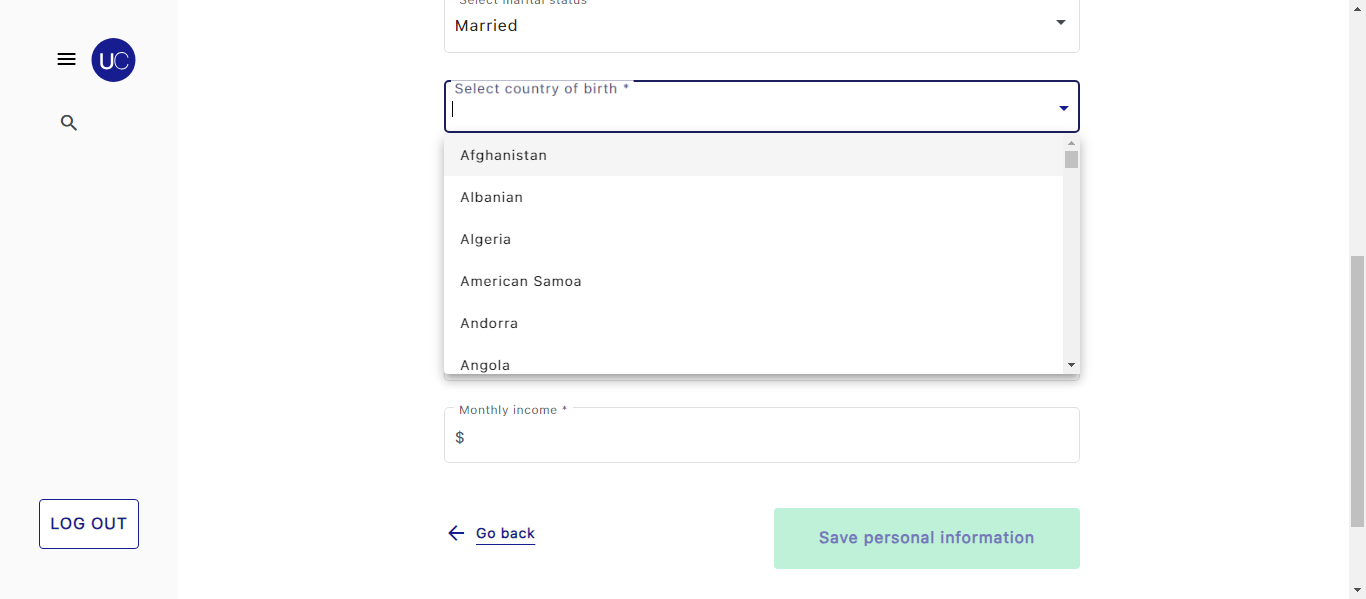 Select marital status
Married
UC
Select country of birth *
Afghanistan
Albanian
Algeria
American Samoa
Andorra
Angola
Monthly income *
$
LOG OUT
Go back
Save personal information